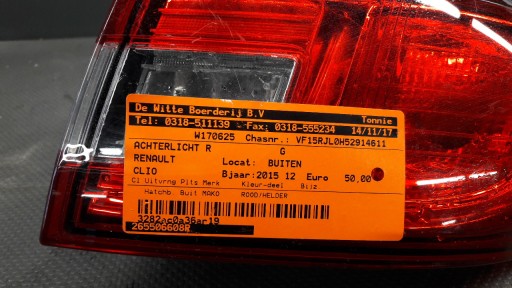 De Witte Boerderij B.V Tonnie
Tel: 0318-511139 - Fax: 0318-555234 14/11/17
W170625 Chasnr.: VF15RJL0H52914611
ACHTERLICHT R G
RENAULT Locat: BUITEN
CLIO Bjaar:2015 12 Euro 50,00
Cl Uitvrng Plts Merk Kleur-deel Bijz
Hatchb. Buit MAKO ROOD/HELDER
3282ac0a36ar19
265506608R